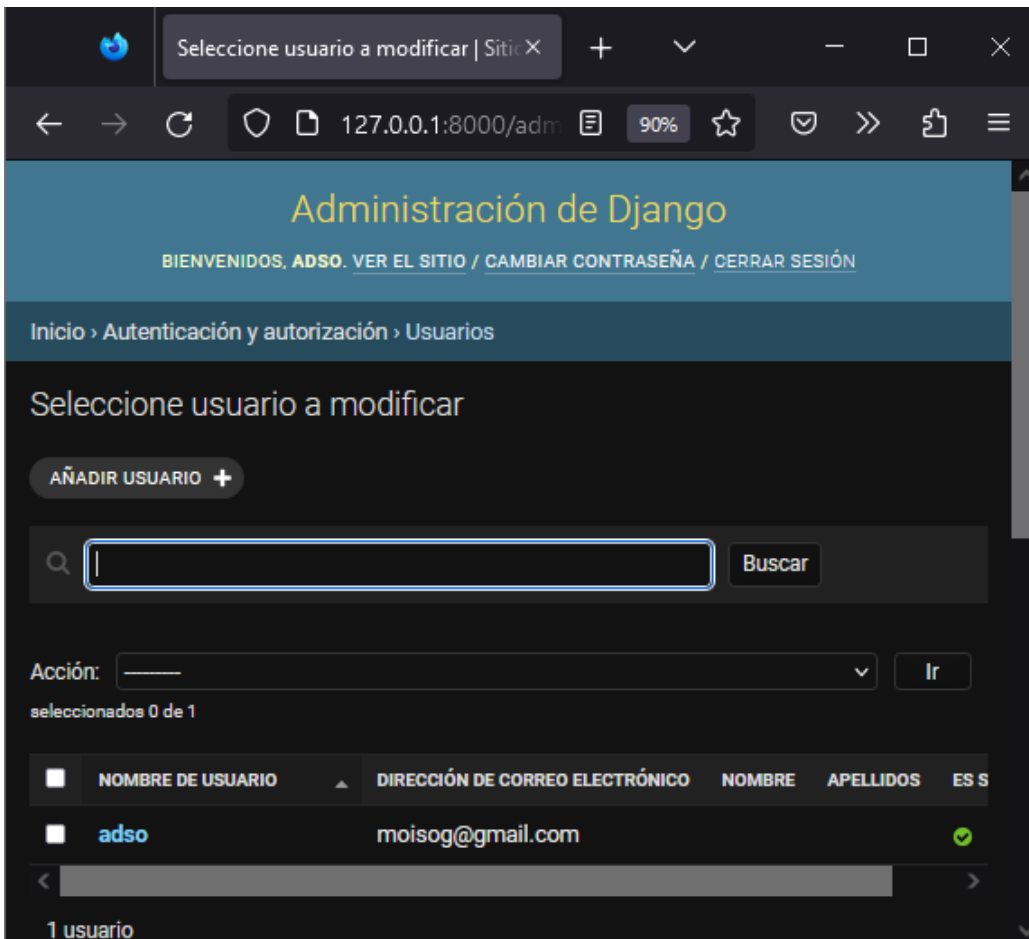 Seleccione usuario a modificar | Sitio
127.0.0.1:8000/adm 90%
Administración de Django
BIENVENIDOS, ADSO. VER EL SITIO / CAMBIAR CONTRASEÑA / CERRAR SESIÓN
Inicio › Autenticación y autorización › Usuarios
Seleccione usuario a modificar
AÑADIR USUARIO +
Buscar
Acción: --------- Ir
seleccionados 0 de 1
NOMBRE DE USUARIO DIRECCIÓN DE CORREO ELECTRÓNICO NOMBRE APELLIDOS ES S
adso moisog@gmail.com
1 usuario